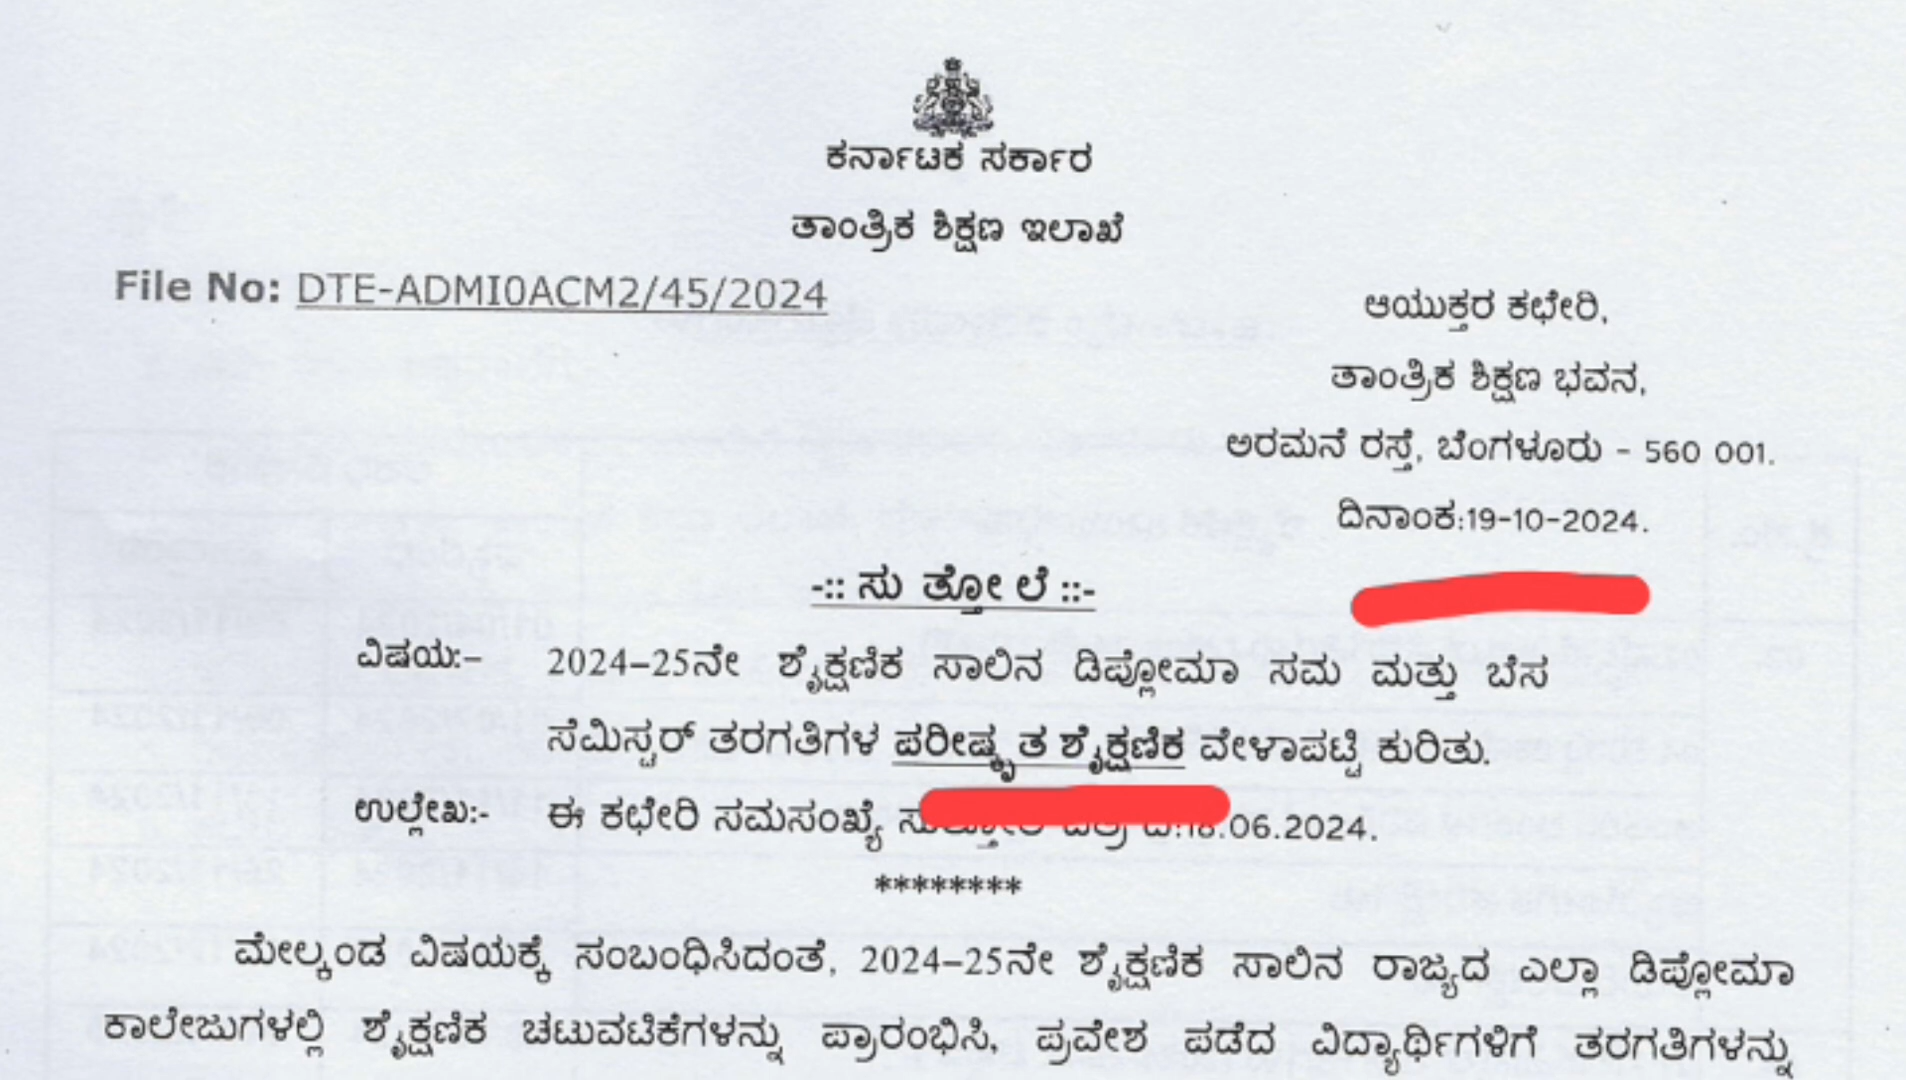 ಕರ್ನಾಟಕ ಸರ್ಕಾರ
ತಾಂತ್ರಿಕ ಶಿಕ್ಷಣ ಇಲಾಖೆ
File No: DTE-ADMI0ACM2/45/2024
ಆಯುಕ್ತರ ಕಛೇರಿ,
ತಾಂತ್ರಿಕ ಶಿಕ್ಷಣ ಭವನ,
ಅರಮನೆ ರಸ್ತೆ, ಬೆಂಗಳೂರು - 560 001.
ದಿನಾಂಕ:19-10-2024.
-:: ಸು ತ್ತೋ ಲೆ ::-
ವಿಷಯ:– 2024–25ನೇ ಶೈಕ್ಷಣಿಕ ಸಾಲಿನ ಡಿಪ್ಲೋಮಾ ಸಮ ಮತ್ತು ಬೆಸ
ಸೆಮಿಸ್ಟರ್ ತರಗತಿಗಳ ಪರೀಷ್ಕೃತ ಶೈಕ್ಷಣಿಕ ವೇಳಾಪಟ್ಟಿ ಕುರಿತು.
ಉಲ್ಲೇಖ:- ಈ ಕಛೇರಿ ಸಮಸಂಖ್ಯೆ .06.2024.
********
ಮೇಲ್ಕಂಡ ವಿಷಯಕ್ಕೆ ಸಂಬಂಧಿಸಿದಂತೆ, 2024–25ನೇ ಶೈಕ್ಷಣಿಕ ಸಾಲಿನ ರಾಜ್ಯದ ಎಲ್ಲಾ ಡಿಪ್ಲೋಮಾ
ಕಾಲೇಜುಗಳಲ್ಲಿ ಶೈಕ್ಷಣಿಕ ಚಟುವಟಿಕೆಗಳನ್ನು ಪ್ರಾರಂಭಿಸಿ, ಪ್ರವೇಶ ಪಡೆದ ವಿದ್ಯಾರ್ಥಿಗಳಿಗೆ ತರಗತಿಗಳನ್ನು